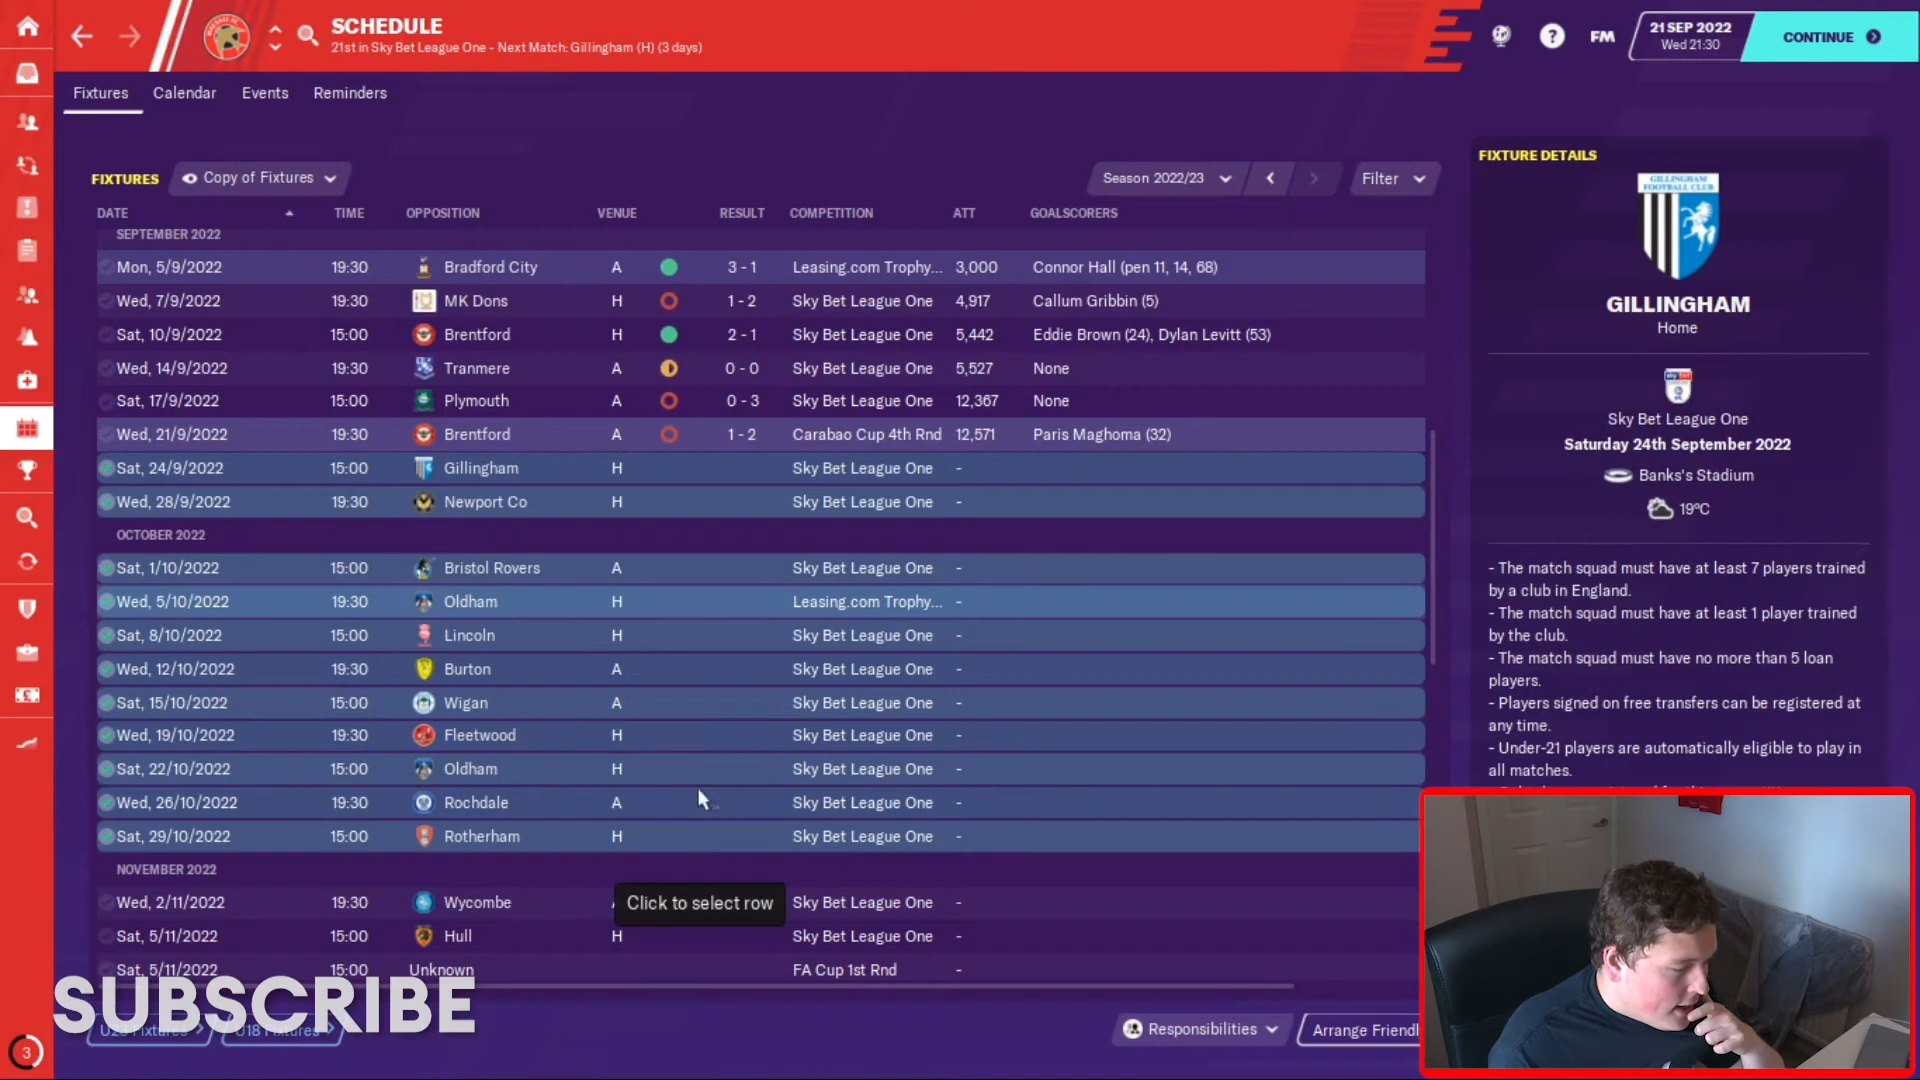 SCHEDULE
21st in Sky Bet League One - Next Match: Gillingham (H) (3 days)
FM
21 SEP 2022
Wed 21:30
CONTINUE
Fixtures Calendar Events Reminders
FIXTURES Copy of Fixtures Season 2022/23 Filter
DATE TIME OPPOSITION VENUE RESULT COMPETITION ATT GOALSCORERS
SEPTEMBER 2022
Mon, 5/9/2022 19:30 Bradford City A 3 - 1 Leasing.com Trophy... 3,000 Connor Hall (pen 11, 14, 68)
Wed, 7/9/2022 19:30 MK Dons H 1 - 2 Sky Bet League One 4,917 Callum Gribbin (5)
Sat, 10/9/2022 15:00 Brentford H 2 - 1 Sky Bet League One 5,442 Eddie Brown (24), Dylan Levitt (53)
Wed, 14/9/2022 19:30 Tranmere A 0 - 0 Sky Bet League One 5,527 None
Sat, 17/9/2022 15:00 Plymouth A 0 - 3 Sky Bet League One 12,367 None
Wed, 21/9/2022 19:30 Brentford A 1 - 2 Carabao Cup 4th Rnd 12,571 Paris Maghoma (32)
Sat, 24/9/2022 15:00 Gillingham H Sky Bet League One -
Wed, 28/9/2022 19:30 Newport Co H Sky Bet League One -
OCTOBER 2022
Sat, 1/10/2022 15:00 Bristol Rovers A Sky Bet League One -
Wed, 5/10/2022 19:30 Oldham H Leasing.com Trophy... -
Sat, 8/10/2022 15:00 Lincoln H Sky Bet League One -
Wed, 12/10/2022 19:30 Burton A Sky Bet League One -
Sat, 15/10/2022 15:00 Wigan A Sky Bet League One -
Wed, 19/10/2022 19:30 Fleetwood H Sky Bet League One -
Sat, 22/10/2022 15:00 Oldham H Sky Bet League One -
Wed, 26/10/2022 19:30 Rochdale A Sky Bet League One -
Sat, 29/10/2022 15:00 Rotherham H Sky Bet League One -
NOVEMBER 2022
Wed, 2/11/2022 19:30 Wycombe Sky Bet League One -
Click to select row
Sat, 5/11/2022 15:00 Hull H Sky Bet League One -
Sat, 5/11/2022 15:00 Unknown FA Cup 1st Rnd -
SUBSCRIBE
U23 Fixtures U18 Fixtures
Responsibilities Arrange Friendl
3
FIXTURE DETAILS
GILLINGHAM
FOOTBALL CLUB
GILLINGHAM
Home
sky bet
Sky Bet League One
Saturday 24th September 2022
Banks's Stadium
19°C
- The match squad must have at least 7 players trained
by a club in England.
- The match squad must have at least 1 player trained
by the club.
- The match squad must have no more than 5 loan
players.
- Players signed on free transfers can be registered at
any time.
- Under-21 players are automatically eligible to play in
all matches.